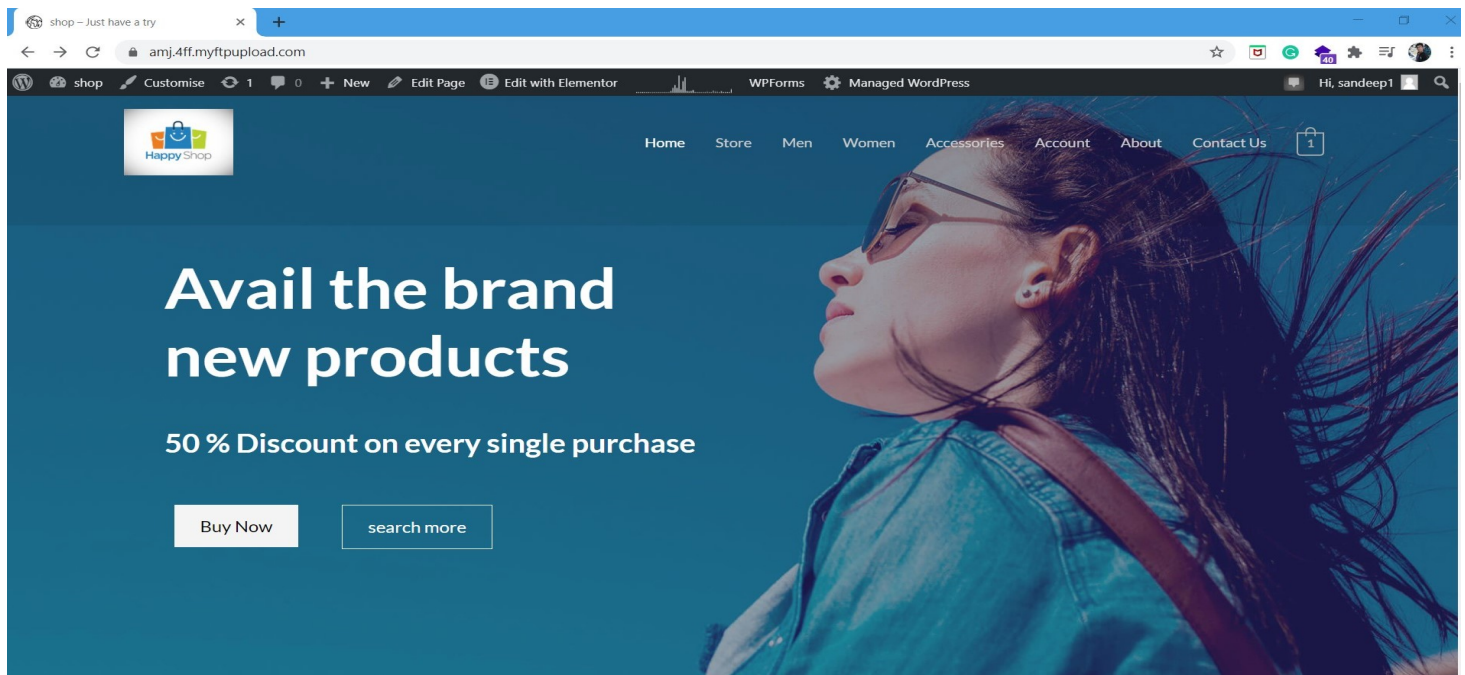 shop – Just have a try
amj.4ff.myftpupload.com
40
shop Customise 1 0 New Edit Page Edit with Elementor WPForms Managed WordPress Hi, sandeep1
Happy Shop
Home Store Men Women Accessories Account About Contact Us 1
Avail the brand
new products
50 % Discount on every single purchase
Buy Now search more